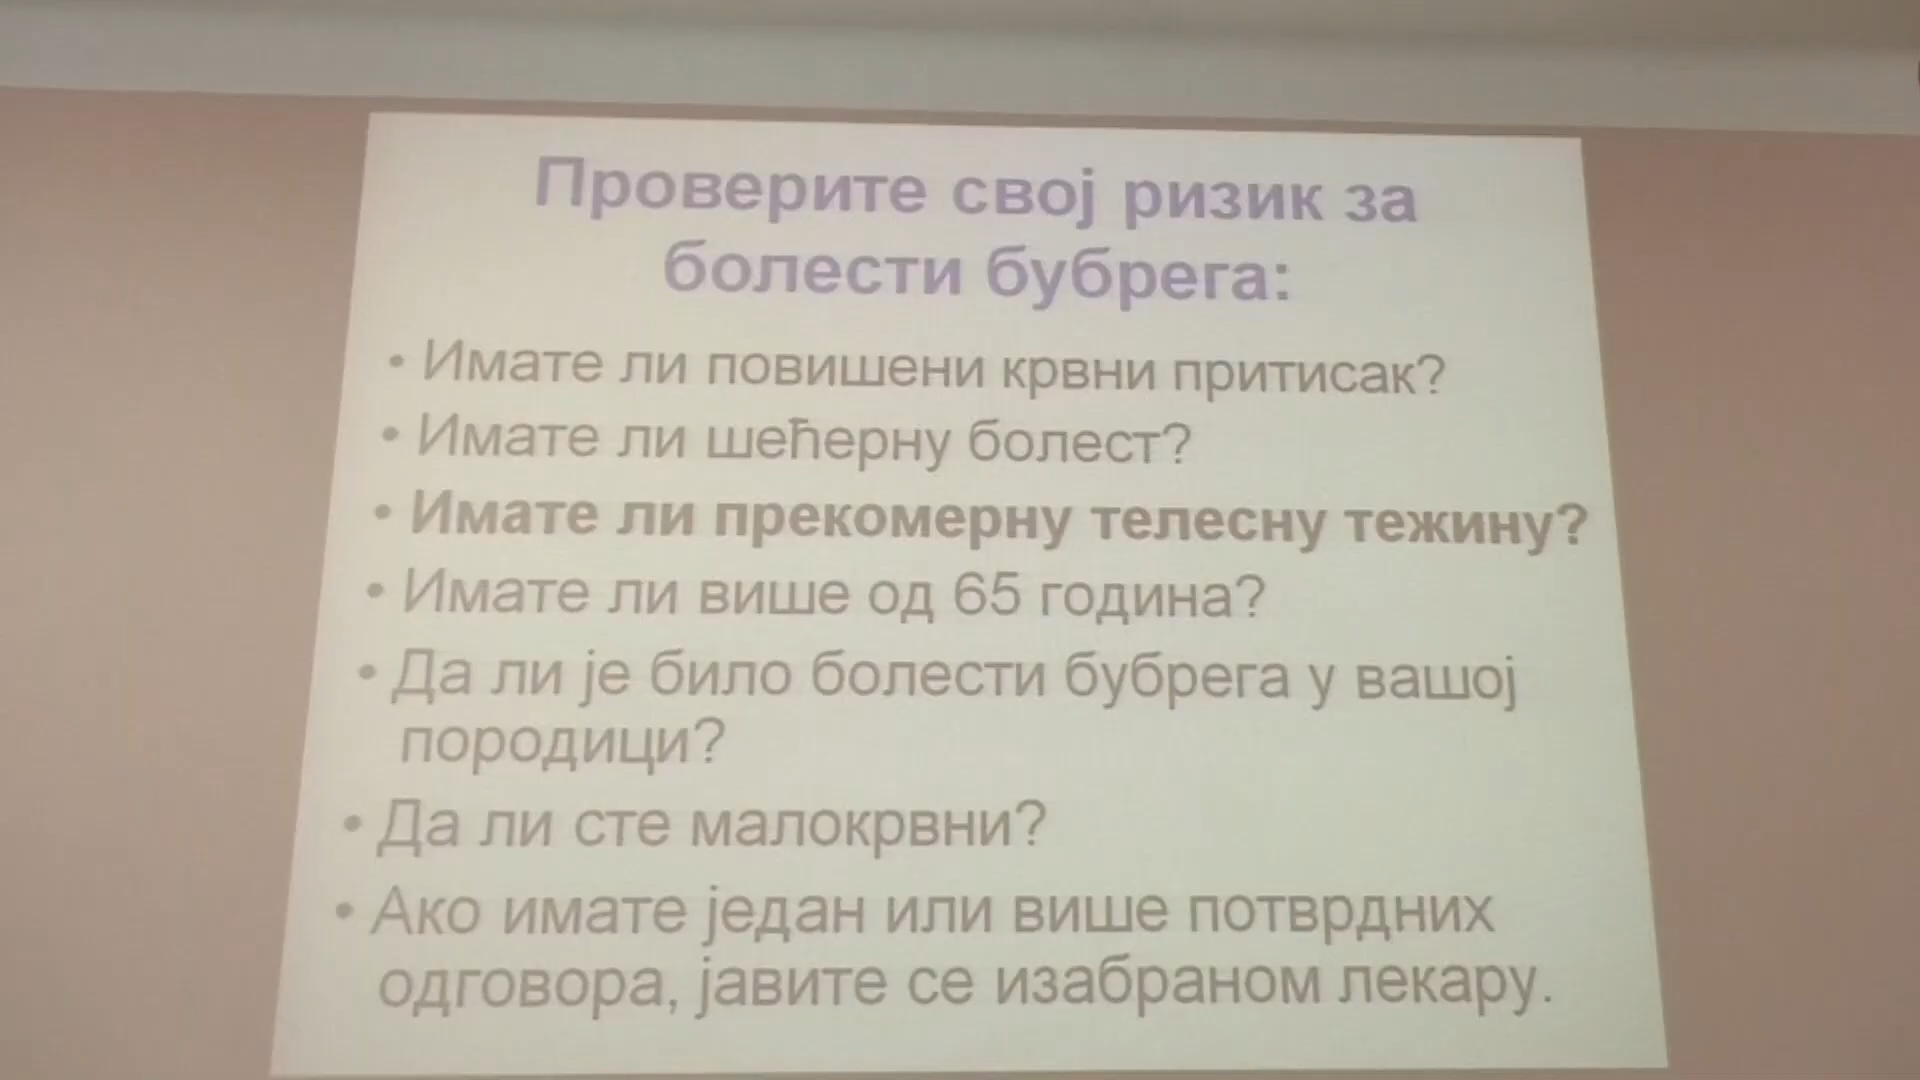 Проверите свој ризик за
болести бубрега:
• Имате ли повишени крвни притисак?
• Имате ли шећерну болест?
• Имате ли прекомерну телесну тежину?
• Имате ли више од 65 година?
• Да ли је било болести бубрега у вашој
породици?
• Да ли сте малокрвни?
• Ако имате један или више потврдних
одговора, јавите се изабраном лекару.